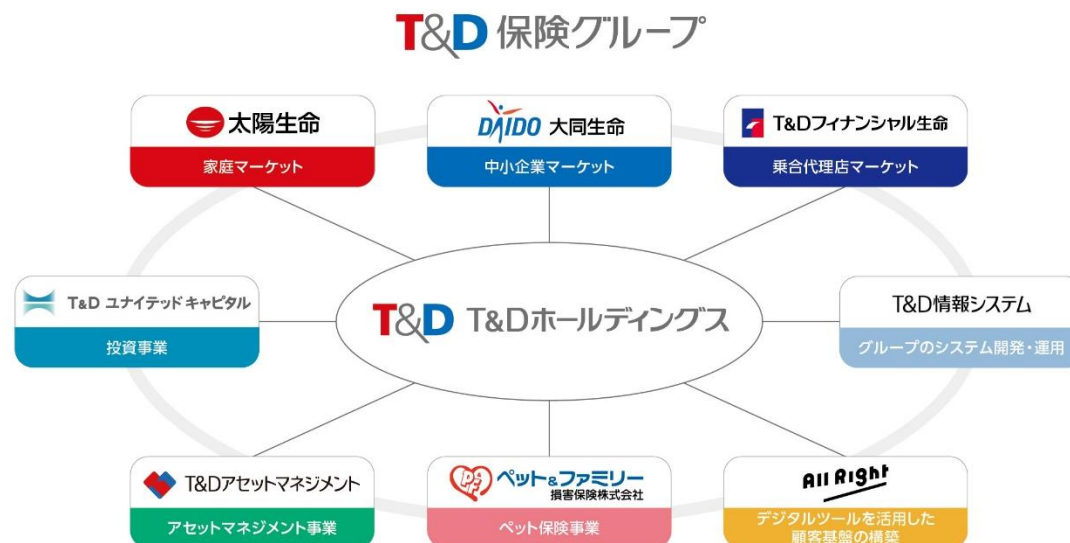 T&D 保険グループ
太陽生命
家庭マーケット
DAIDO 大同生命
中小企業マーケット
T&Dフィナンシャル生命
乗合代理店マーケット
T&D ユナイテッドキャピタル
投資事業
T&D T&Dホールディングス
T&D情報システム
グループのシステム開発・運用
T&Dアセットマネジメント
アセットマネジメント事業
P&F ペット&ファミリー
損害保険株式会社
ペット保険事業
All Right
デジタルツールを活用した
顧客基盤の構築